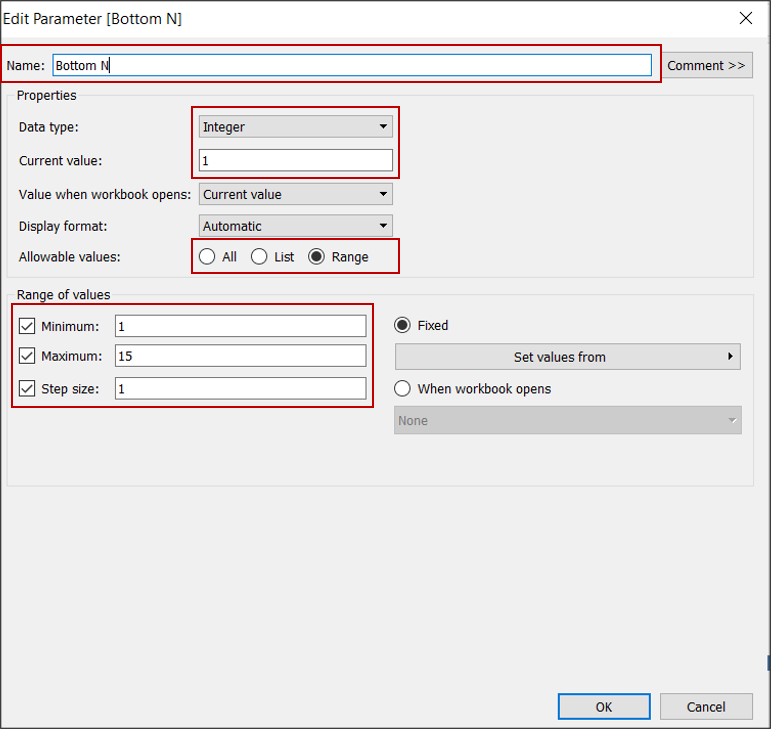 Edit Parameter [Bottom N]
Name: Bottom N Comment >>
Properties
Data type: Integer
Current value: 1
Value when workbook opens: Current value
Display format: Automatic
Allowable values: All List Range
Range of values
Minimum: 1 Fixed
Maximum: 15 Set values from
Step size: 1 When workbook opens
None
OK Cancel